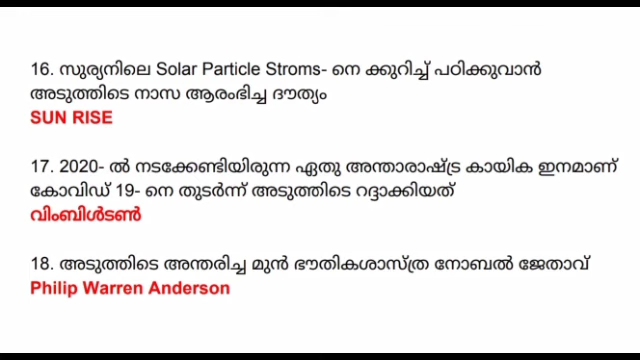 16. സൂര്യനിലെ Solar Particle Stroms- നെ ക്കുറിച്ച് പഠിക്കുവാൻ
അടുത്തിടെ നാസ ആരംഭിച്ച ദൗത്യം
SUN RISE
17. 2020- ൽ നടക്കേണ്ടിയിരുന്ന ഏതു അന്താരാഷ്ട്ര കായിക ഇനമാണ്
കോവിഡ് 19- നെ തുടർന്ന് അടുത്തിടെ റദ്ദാക്കിയത്
വിംബിൾടൺ
18. അടുത്തിടെ അന്തരിച്ച മുൻ ഭൗതികശാസ്ത്ര നോബൽ ജേതാവ്
Philip Warren Anderson